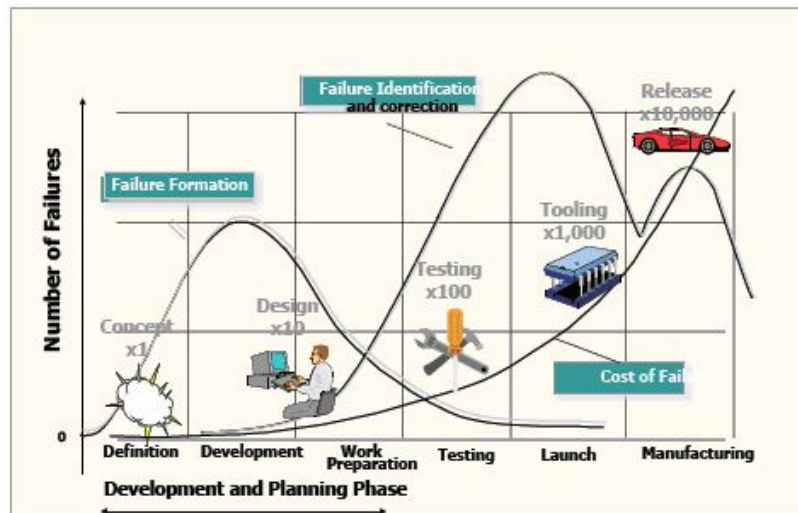 Failure Identification
and correction
Release
x10,000
Failure Formation
Tooling
x1,000
Testing
x100
Design
x10
Concept
x1
Cost of Failur
Number of Failures
0
Definition
Development
Work
Preparation
Testing
Launch
Manufacturing
Development and Planning Phase